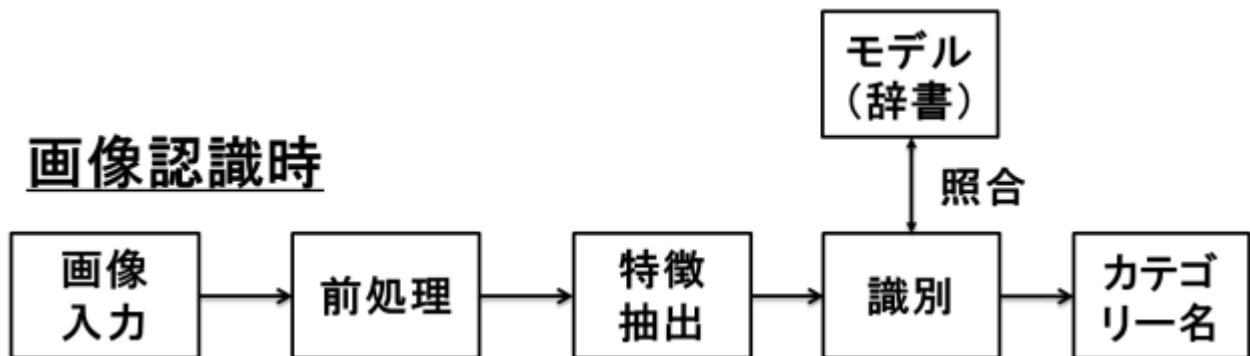 モデル
（辞書）
画像認識時
照合
画像
入力
前処理
特徴
抽出
識別
カテゴ
リー名